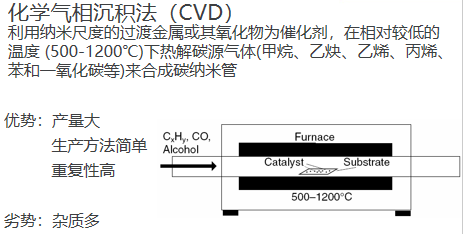 化学气相沉积法（CVD）
利用纳米尺度的过渡金属或其氧化物为催化剂，在相对较低的
温度 (500-1200℃)下热解碳源气体(甲烷、乙炔、乙烯、丙烯、
苯和一氧化碳等)来合成碳纳米管
优势：产量大
生产方法简单
重复性高
CxHy, CO,
Alcohol
Furnace
Catalyst
Substrate
500–1200°C
劣势：杂质多